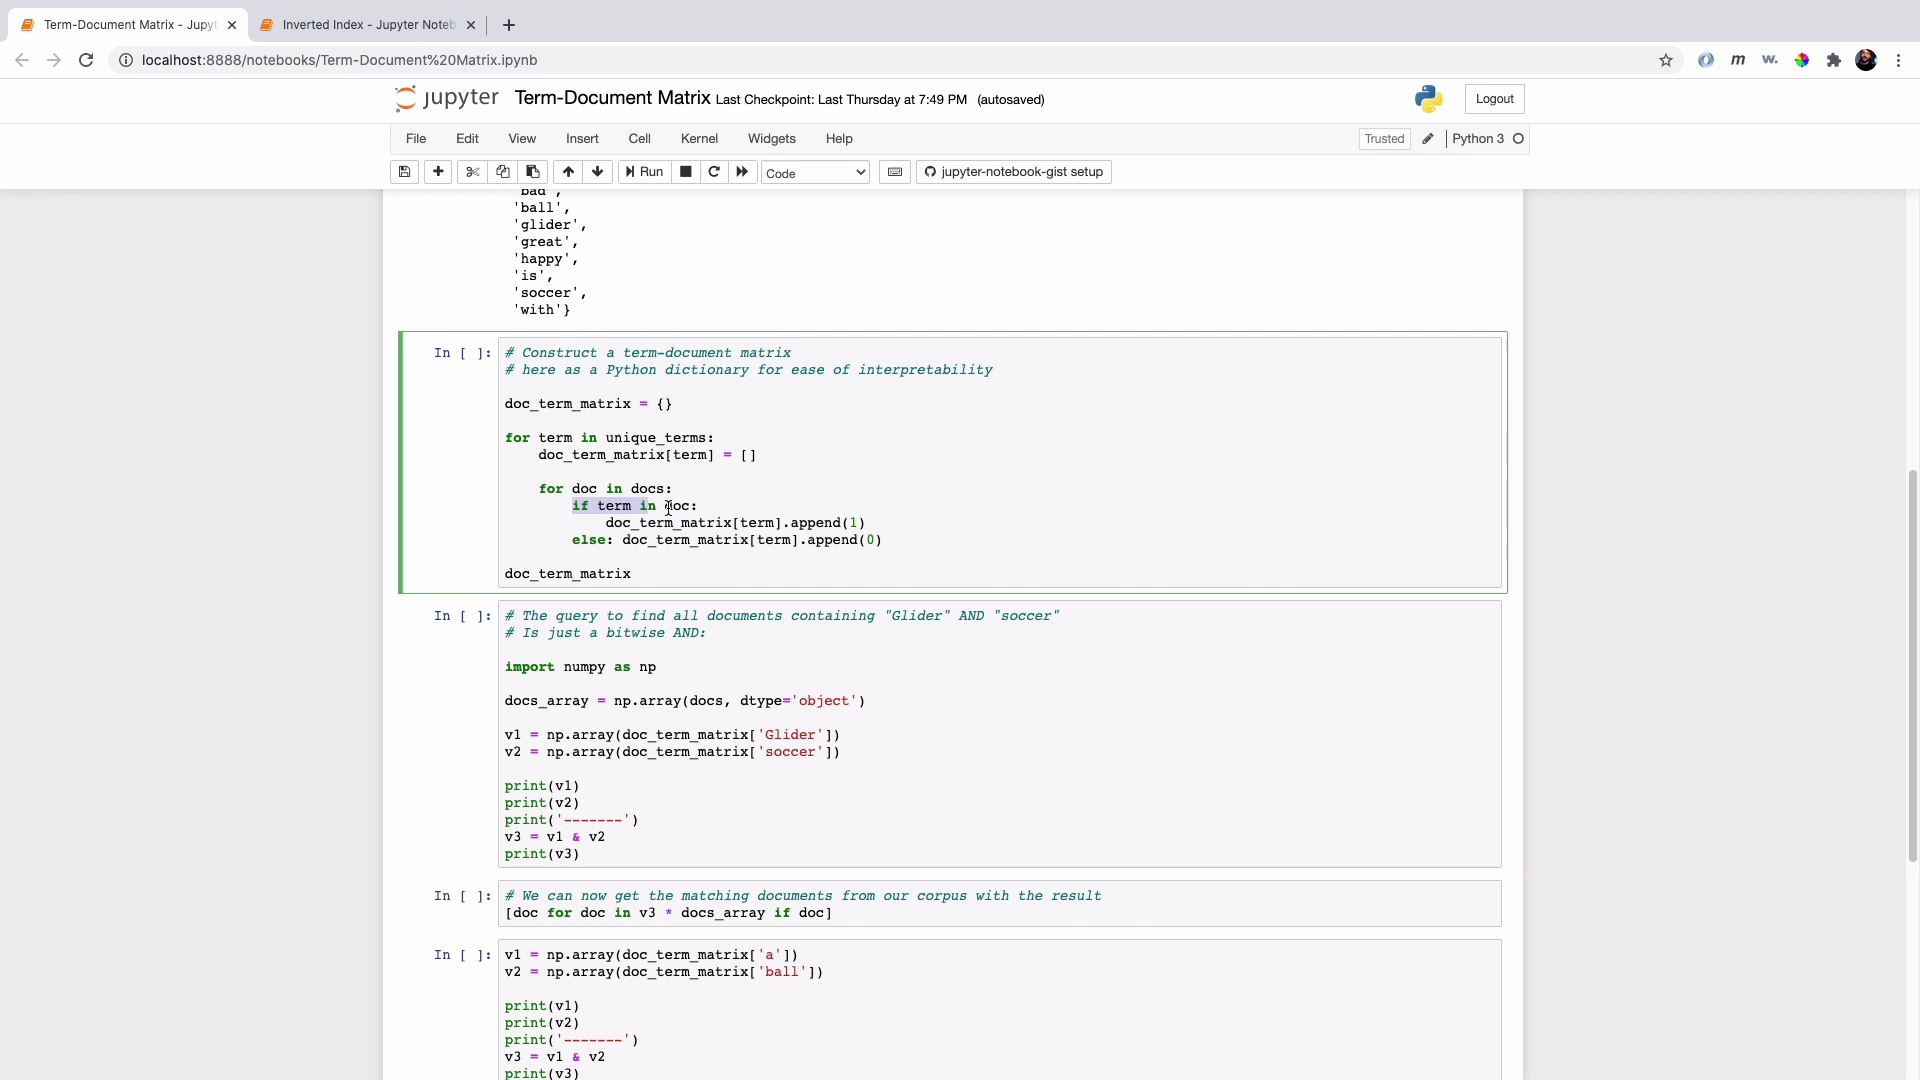 Term-Document Matrix - Jupyt
Inverted Index - Jupyter Noteb
localhost:8888/notebooks/Term-Document%20Matrix.ipynb
m
w.
jupyter Term-Document Matrix Last Checkpoint: Last Thursday at 7:49 PM (autosaved)
Logout
File Edit View Insert Cell Kernel Widgets Help
Trusted Python 3
Run Code jupyter-notebook-gist setup
'bad',
'ball',
'glider',
'great',
'happy',
'is',
'soccer',
'with'}
In [ ]: # Construct a term-document matrix
# here as a Python dictionary for ease of interpretability
doc_term_matrix = {}
for term in unique_terms:
doc_term_matrix[term] = []
for doc in docs:
if term in doc:
doc_term_matrix[term].append(1)
else: doc_term_matrix[term].append(0)
doc_term_matrix
In [ ]: # The query to find all documents containing "Glider" AND "soccer"
# Is just a bitwise AND:
import numpy as np
docs_array = np.array(docs, dtype='object')
v1 = np.array(doc_term_matrix['Glider'])
v2 = np.array(doc_term_matrix['soccer'])
print(v1)
print(v2)
print('-------')
v3 = v1 & v2
print(v3)
In [ ]: # We can now get the matching documents from our corpus with the result
[doc for doc in v3 * docs_array if doc]
In [ ]: v1 = np.array(doc_term_matrix['a'])
v2 = np.array(doc_term_matrix['ball'])
print(v1)
print(v2)
print('-------')
v3 = v1 & v2
print(v3)